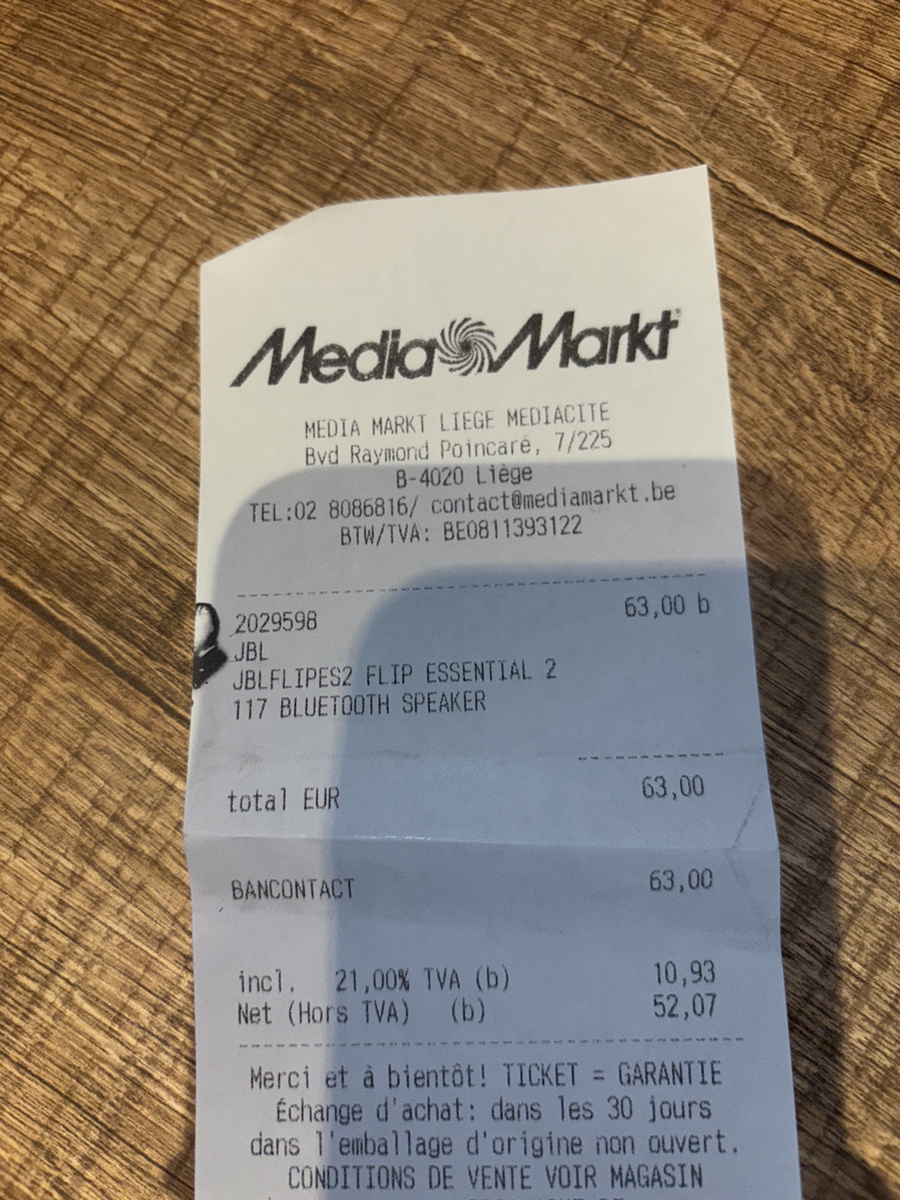 Media Markt
MEDIA MARKT LIEGE MEDIACITE
Bvd Raymond Poincaré, 7/225
B-4020 Liège
TEL:02 8086816/ contact@mediamarkt.be
BTW/TVA: BE0811393122
2029598 63,00 b
JBL
JBLFLIPES2 FLIP ESSENTIAL 2
117 BLUETOOTH SPEAKER
total EUR 63,00
BANCONTACT 63,00
incl. 21,00% TVA (b) 10,93
Net (Hors TVA) (b) 52,07
Merci et à bientôt! TICKET = GARANTIE
Échange d'achat: dans les 30 jours
dans l'emballage d'origine non ouvert.
CONDITIONS DE VENTE VOIR MAGASIN